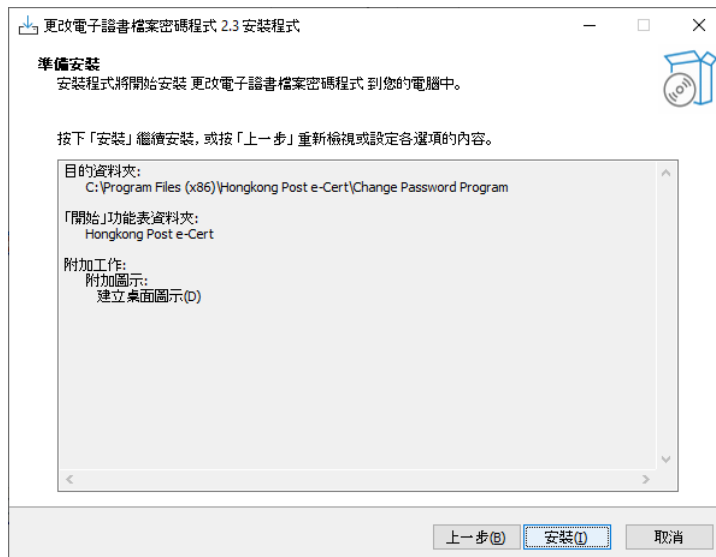 更改電子證書檔案密碼程式 2.3 安裝程式
準備安裝
安裝程式將開始安裝 更改電子證書檔案密碼程式 到您的電腦中。
按下「安裝」繼續安裝，或按「上一步」重新檢視或設定各選項的內容。
目的資料夾:
C:\Program Files (x86)\Hongkong Post e-Cert\Change Password Program
「開始」功能表資料夾:
Hongkong Post e-Cert
附加工作:
附加圖示:
建立桌面圖示(D)
上一步(B) 安裝(I) 取消